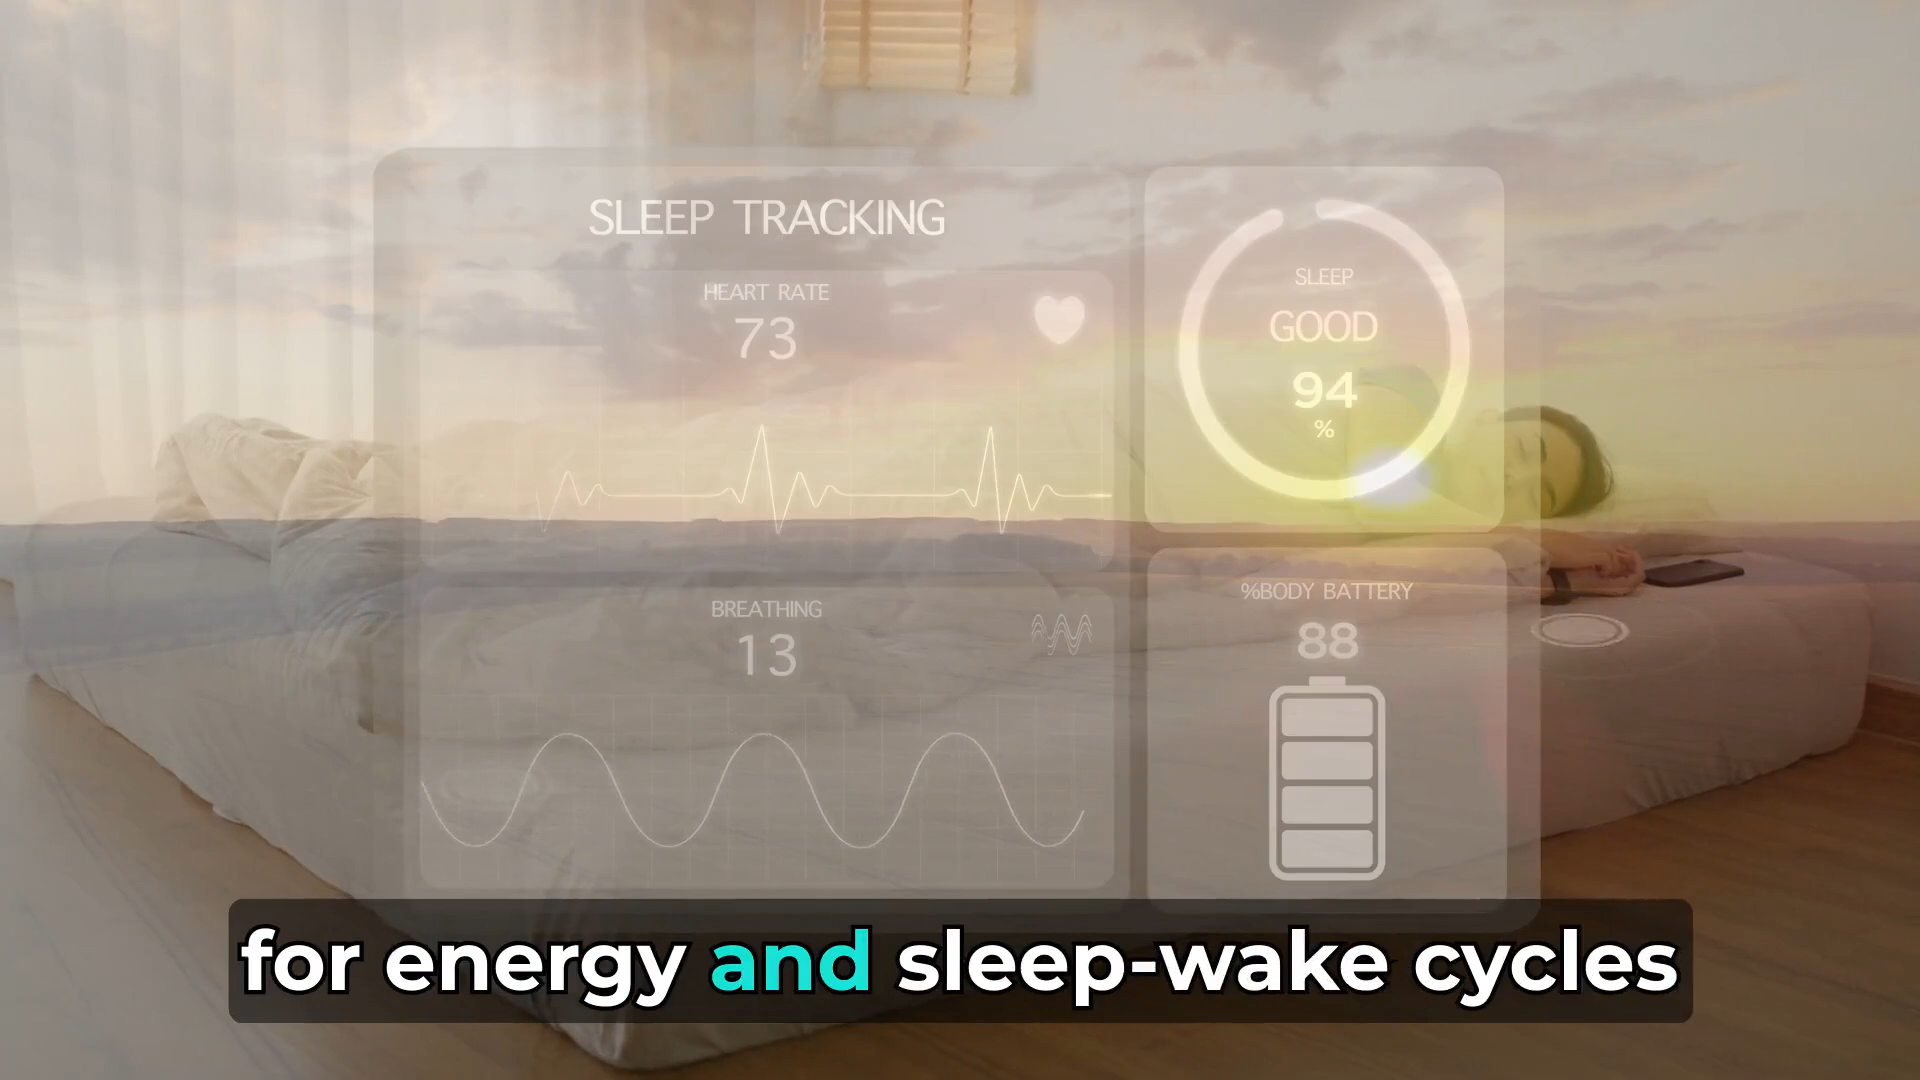 SLEEP TRACKING
HEART RATE
73
SLEEP
GOOD
94
%
BREATHING
13
%BODY BATTERY
88
for energy and sleep-wake cycles